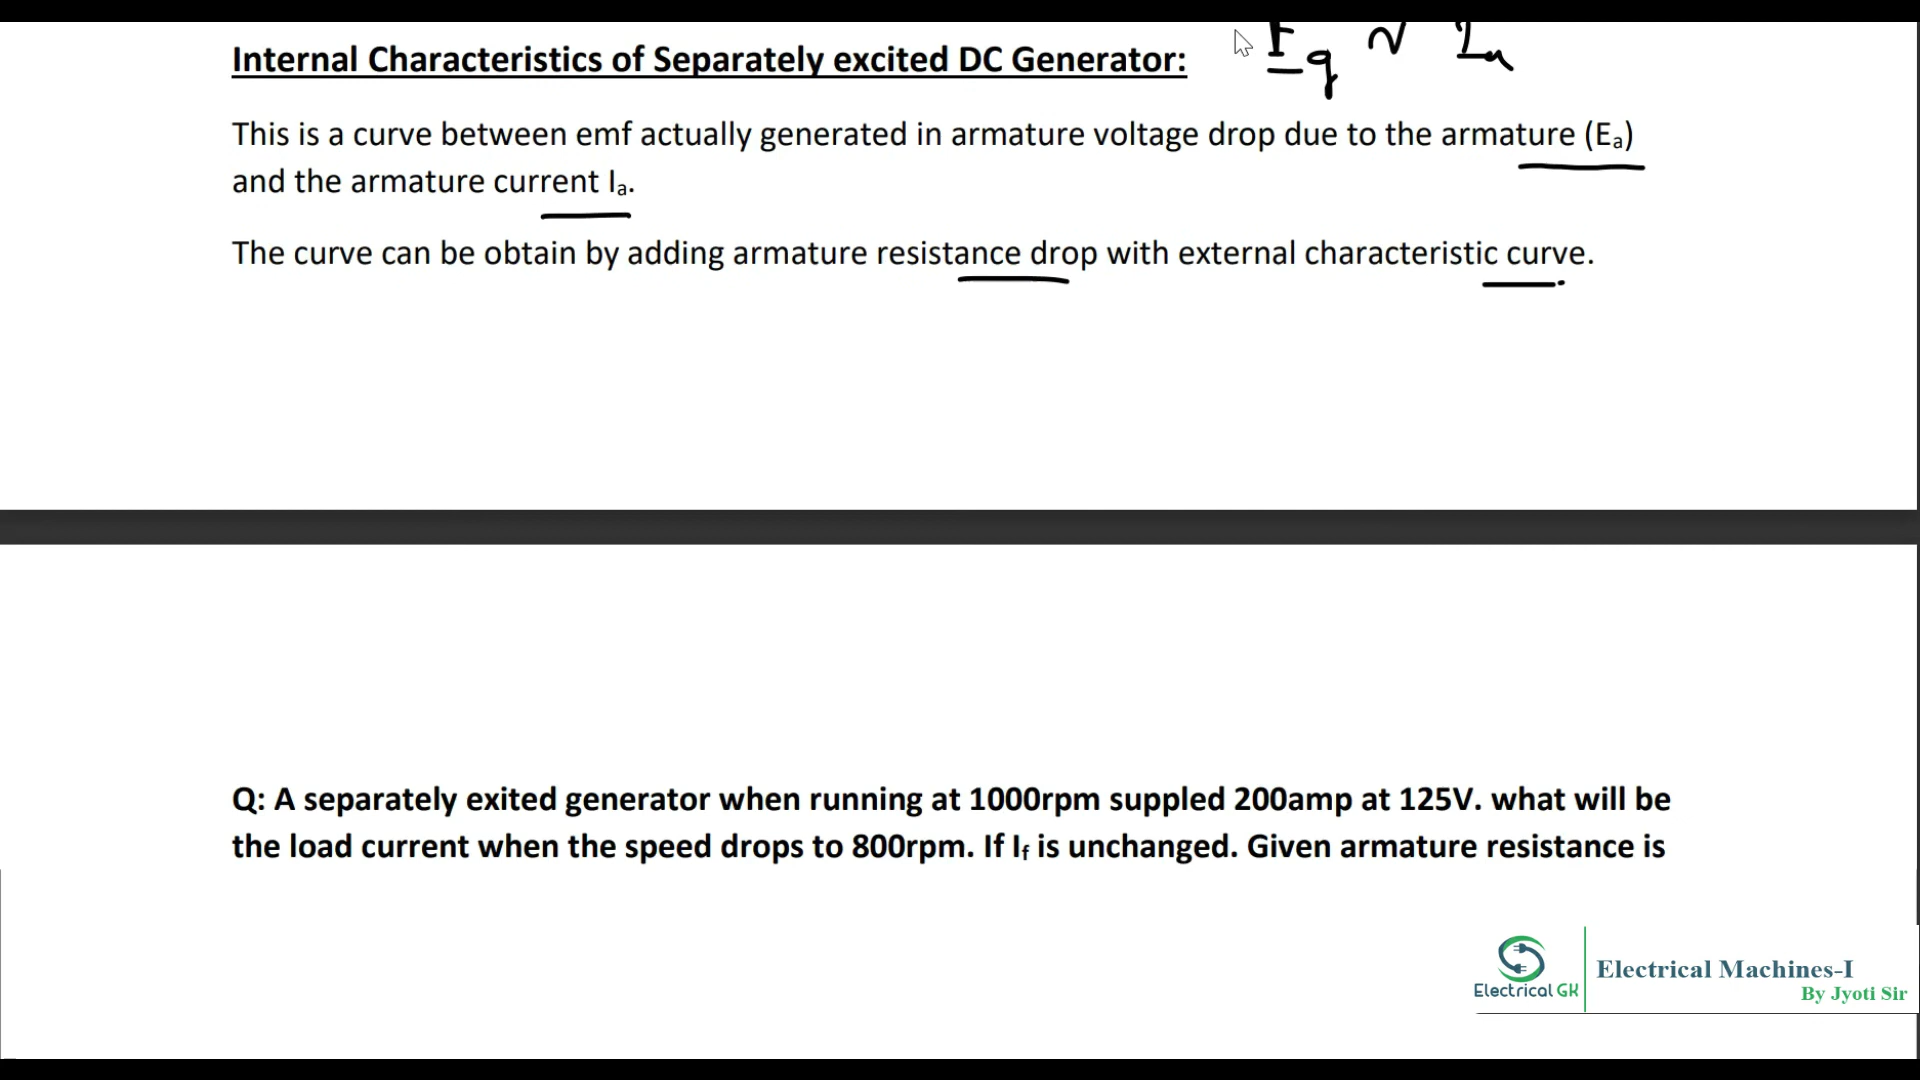 Internal Characteristics of Separately excited DC Generator:
Eg ~ Ia
This is a curve between emf actually generated in armature voltage drop due to the armature (Ea)
and the armature current Ia.
The curve can be obtain by adding armature resistance drop with external characteristic curve.
Q: A separately exited generator when running at 1000rpm suppled 200amp at 125V. what will be
the load current when the speed drops to 800rpm. If If is unchanged. Given armature resistance is
Electrical GK
Electrical Machines-I
By Jyoti Sir